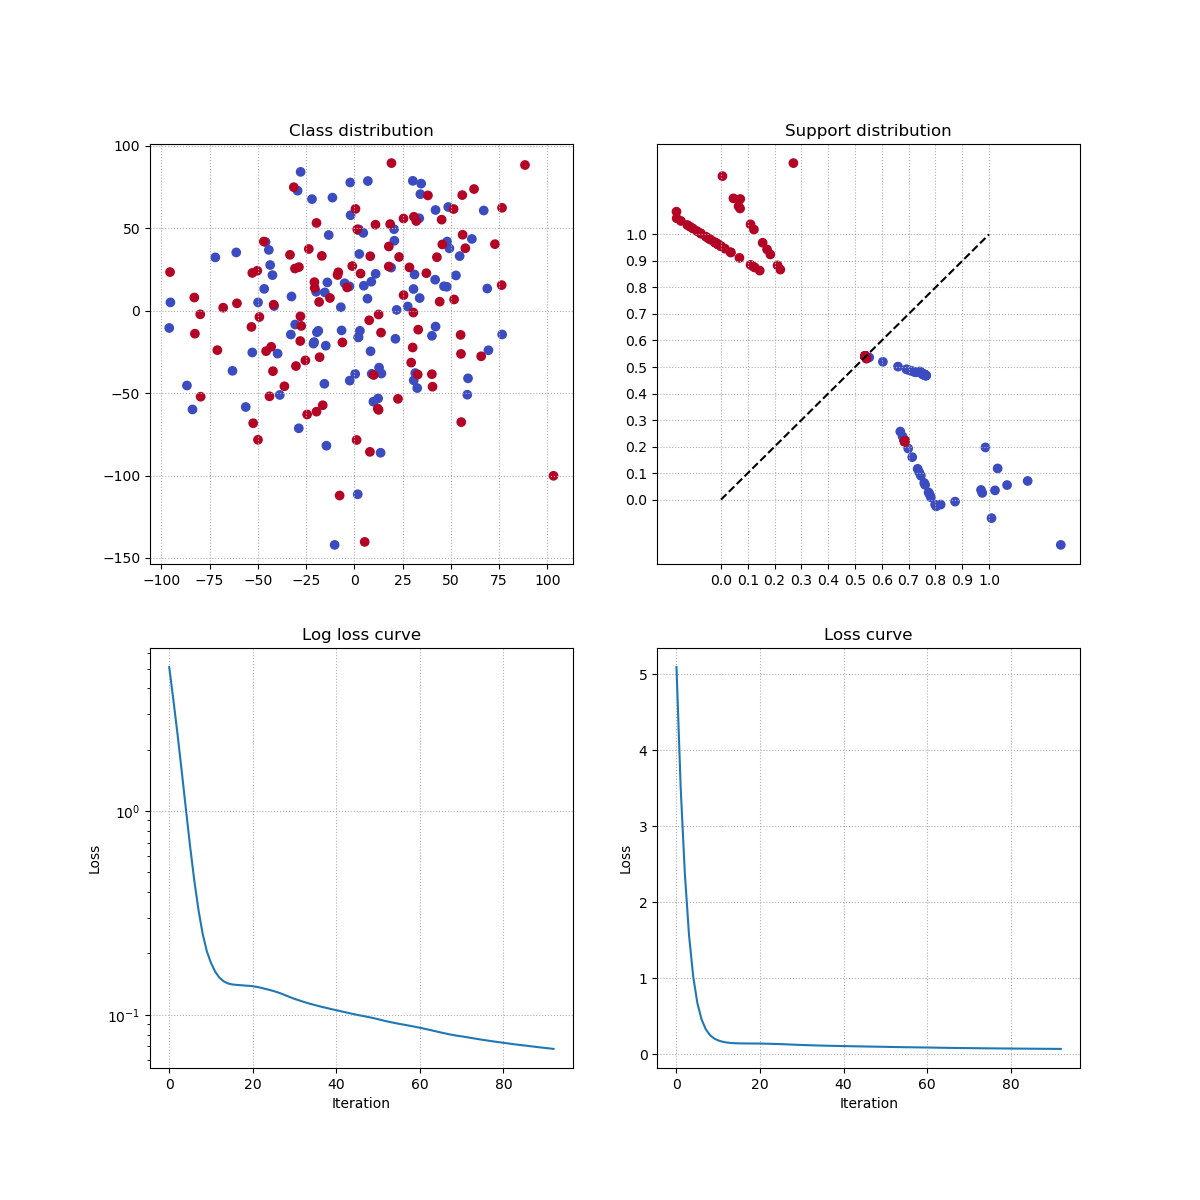 Class distribution
100
50
0
−50
−100
−150
−100 −75 −50 −25 0 25 50 75 100
Support distribution
1.0
0.9
0.8
0.7
0.6
0.5
0.4
0.3
0.2
0.1
0.0
0.0 0.1 0.2 0.3 0.4 0.5 0.6 0.7 0.8 0.9 1.0
Log loss curve
Loss
10⁰
10⁻¹
0 20 40 60 80
Iteration
Loss curve
Loss
5
4
3
2
1
0
0 20 40 60 80
Iteration